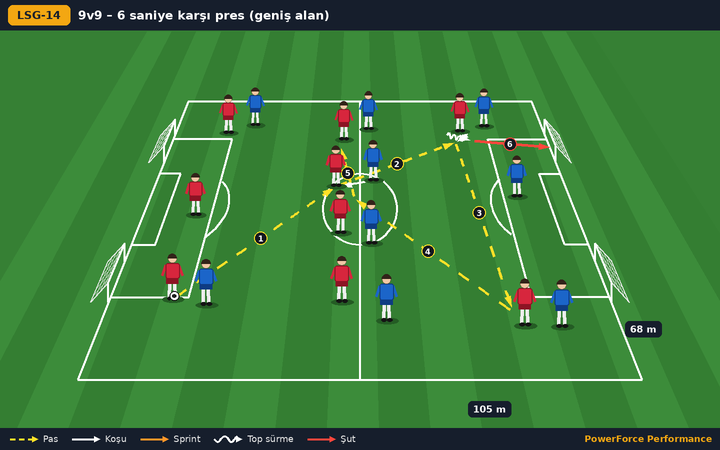 LSG-14 9v9 – 6 saniye karşı pres (geniş alan)
6
2
5
3
1
4
68 m
105 m
Pas Koşu Sprint Top sürme Şut PowerForce Performance